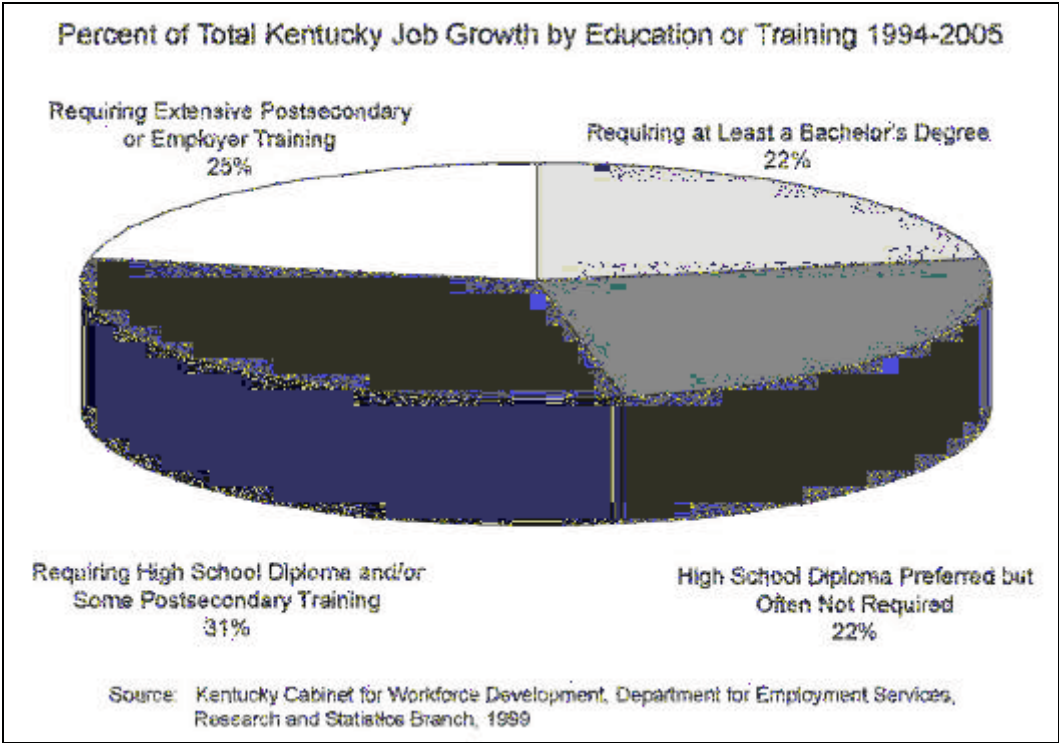 Percent of Total Kentucky Job Growth by Education or Training 1994-2005
Requiring Extensive Postsecondary
or Employer Training
25%
Requiring at Least a Bachelor's Degree
22%
Requiring High School Diploma and/or
Some Postsecondary Training
31%
High School Diploma Preferred but
Often Not Required
22%
Source: Kentucky Cabinet for Workforce Development, Department for Employment Services,
Research and Statistics Branch, 1999